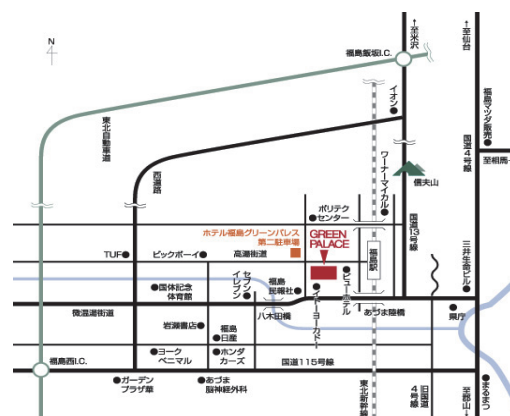 N
↑至米沢
↑至仙台
福島飯坂I.C.
イオン
福島マツダ販売
国道4号線
至相馬→
東北自動車道
西道路
ワーナーマイカル
信夫山
ポリテク
センター
国道13号線
ホテル福島グリーンパレス
第二駐車場
GREEN
PALACE
TUF
ビックボーイ
高湯街道
福島駅
三井生命ビル
国体記念
体育館
セブン
イレブン
福島
民報社
イトーヨーカドー
ビューホテル
微温湯街道
八木田橋
あづま陸橋
県庁
岩瀬書店
福島
日産
ヨーク
ベニマル
ホンダ
カーズ
国道115号線
福島西I.C.
ガーデン
プラザ華
あづま
脳神経外科
東北新幹線
旧国道
4号線
至郡山↓
まるまつ